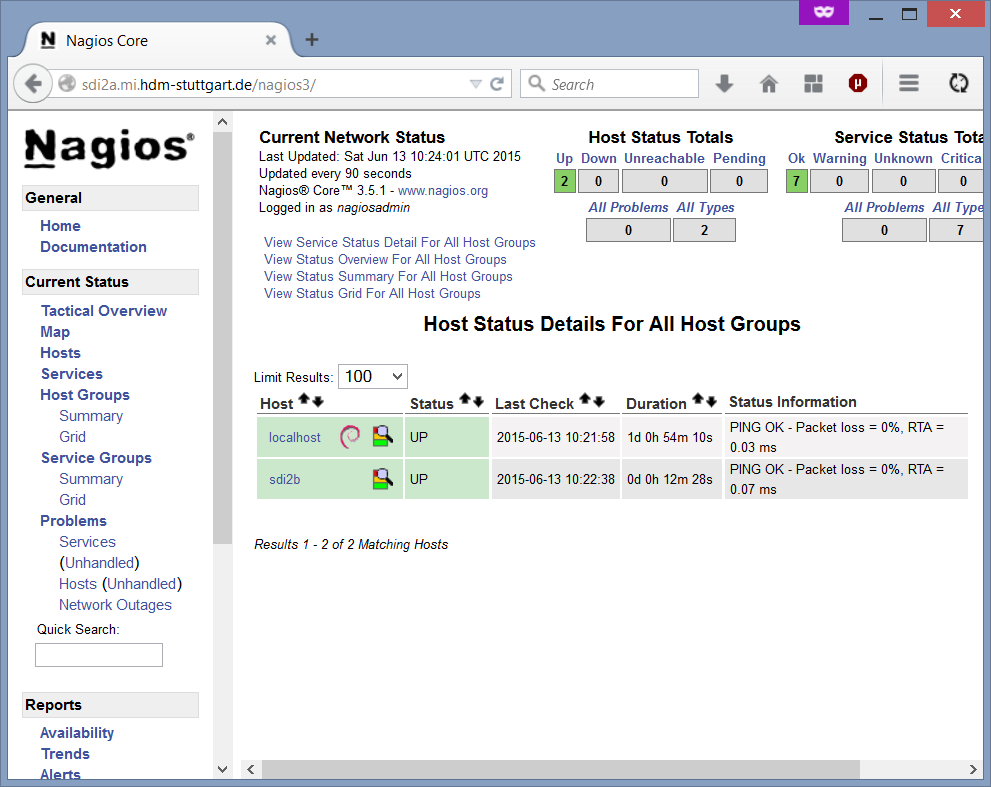 Nagios Core
sdi2a.mi.hdm-stuttgart.de/nagios3/
Search
Nagios®
General
Home
Documentation
Current Status
Tactical Overview
Map
Hosts
Services
Host Groups
Summary
Grid
Service Groups
Summary
Grid
Problems
Services
(Unhandled)
Hosts (Unhandled)
Network Outages
Quick Search:
Reports
Availability
Trends
Alerts
Current Network Status
Last Updated: Sat Jun 13 10:24:01 UTC 2015
Updated every 90 seconds
Nagios® Core™ 3.5.1 - www.nagios.org
Logged in as nagiosadmin
View Service Status Detail For All Host Groups
View Status Overview For All Host Groups
View Status Summary For All Host Groups
View Status Grid For All Host Groups
Host Status Totals
Up Down Unreachable Pending
2 0 0 0
All Problems All Types
0 2
Service Status Tota
Ok Warning Unknown Critica
7 0 0 0
All Problems All Type
0 7
Host Status Details For All Host Groups
Limit Results: 100
Host Status Last Check Duration Status Information
localhost UP 2015-06-13 10:21:58 1d 0h 54m 10s PING OK - Packet loss = 0%, RTA =
0.03 ms
sdi2b UP 2015-06-13 10:22:38 0d 0h 12m 28s PING OK - Packet loss = 0%, RTA =
0.07 ms
Results 1 - 2 of 2 Matching Hosts